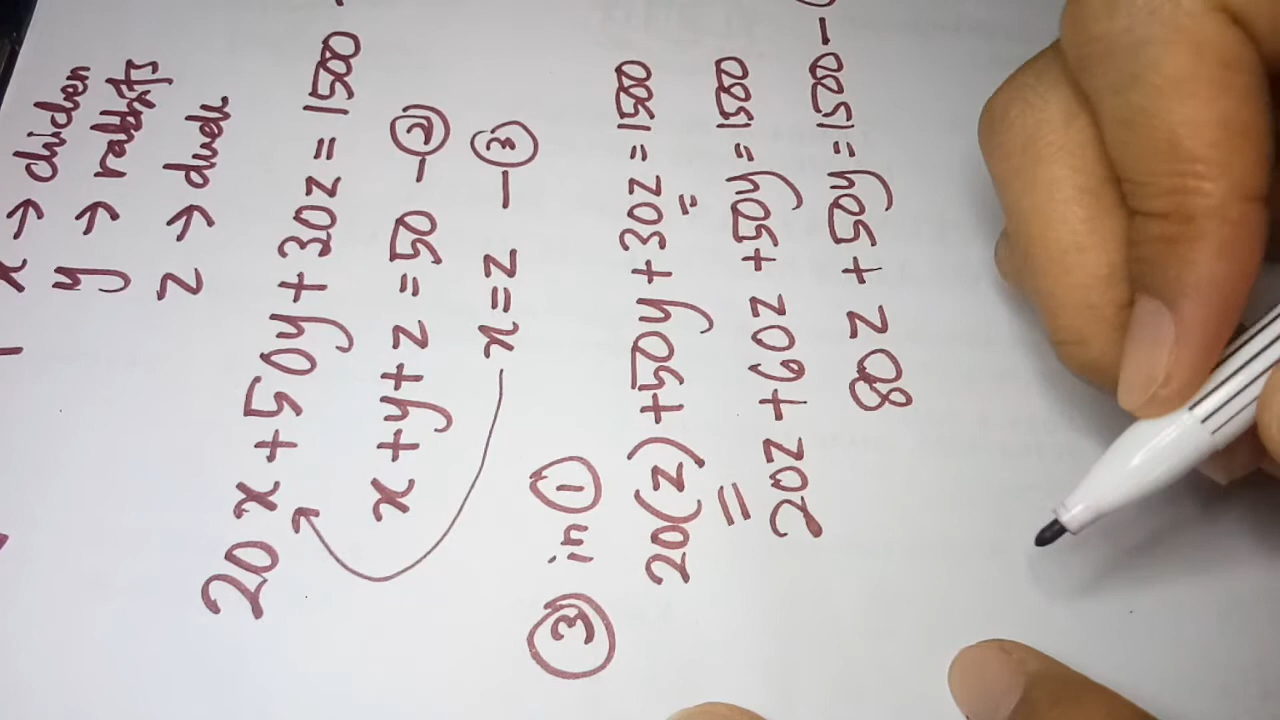 x → chicken
y → rabbits
z → duck
20x + 50y + 30z = 1500 -
x + y + z = 50 - ②
x = z - ③
③ in ①
20(z) + 50y + 30z = 1500
20z + 60z + 50y = 1500
80z + 50y = 1500 -